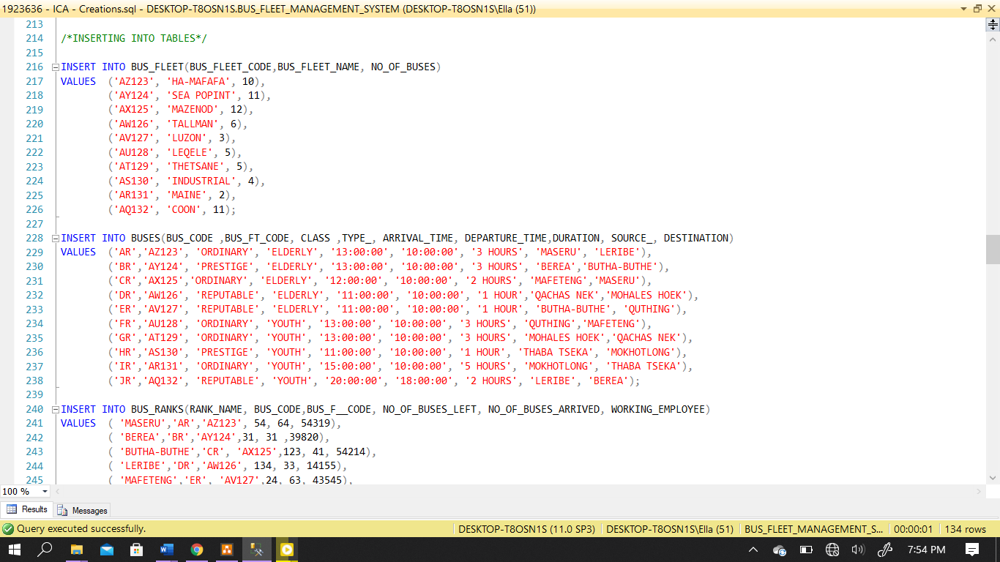 1923636 - ICA - Creations.sql - DESKTOP-T8OSN1S.BUS_FLEET_MANAGEMENT_SYSTEM (DESKTOP-T8OSN1S\Ella (51))
213
214 /*INSERTING INTO TABLES*/
215
216 INSERT INTO BUS_FLEET(BUS_FLEET_CODE,BUS_FLEET_NAME, NO_OF_BUSES)
217 VALUES ('AZ123', 'HA-MAFAFA', 10),
218 ('AY124', 'SEA POPINT', 11),
219 ('AX125', 'MAZENOD', 12),
220 ('AW126', 'TALLMAN', 6),
221 ('AV127', 'LUZON', 3),
222 ('AU128', 'LEQELE', 5),
223 ('AT129', 'THETSANE', 5),
224 ('AS130', 'INDUSTRIAL', 4),
225 ('AR131', 'MAINE', 2),
226 ('AQ132', 'COON', 11);
227
228 INSERT INTO BUSES(BUS_CODE ,BUS_FT_CODE, CLASS ,TYPE_, ARRIVAL_TIME, DEPARTURE_TIME,DURATION, SOURCE_, DESTINATION)
229 VALUES ('AR','AZ123', 'ORDINARY', 'ELDERLY', '13:00:00', '10:00:00', '3 HOURS', 'MASERU', 'LERIBE'),
230 ('BR','AY124', 'PRESTIGE', 'ELDERLY', '13:00:00', '10:00:00', '3 HOURS', 'BEREA','BUTHA-BUTHE'),
231 ('CR','AX125','ORDINARY', 'ELDERLY', '12:00:00', '10:00:00', '2 HOURS', 'MAFETENG','MASERU'),
232 ('DR','AW126', 'REPUTABLE', 'ELDERLY', '11:00:00', '10:00:00', '1 HOUR','QACHAS NEK','MOHALES HOEK'),
233 ('ER','AV127', 'REPUTABLE', 'ELDERLY', '11:00:00', '10:00:00', '1 HOUR', 'BUTHA-BUTHE', 'QUTHING'),
234 ('FR','AU128', 'ORDINARY', 'YOUTH', '13:00:00', '10:00:00', '3 HOURS', 'QUTHING','MAFETENG'),
235 ('GR','AT129', 'ORDINARY', 'YOUTH', '13:00:00', '10:00:00', '3 HOURS', 'MOHALES HOEK','QACHAS NEK'),
236 ('HR','AS130', 'PRESTIGE', 'YOUTH', '11:00:00', '10:00:00', '1 HOUR', 'THABA TSEKA', 'MOKHOTLONG'),
237 ('IR','AR131', 'ORDINARY', 'YOUTH', '15:00:00', '10:00:00', '5 HOURS', 'MOKHOTLONG', 'THABA TSEKA'),
238 ('JR','AQ132', 'REPUTABLE', 'YOUTH', '20:00:00', '18:00:00', '2 HOURS', 'LERIBE', 'BEREA');
239
240 INSERT INTO BUS_RANKS(RANK_NAME, BUS_CODE,BUS_F__CODE, NO_OF_BUSES_LEFT, NO_OF_BUSES_ARRIVED, WORKING_EMPLOYEE)
241 VALUES ( 'MASERU','AR','AZ123', 54, 64, 54319),
242 ( 'BEREA','BR','AY124',31, 31 ,39820),
243 ( 'BUTHA-BUTHE','CR', 'AX125',123, 41, 54214),
244 ( 'LERIBE','DR','AW126', 134, 33, 14155),
245 ( 'MAFETENG','ER', 'AV127',24, 63, 43545),
100 %
Results Messages
Query executed successfully. DESKTOP-T8OSN1S (11.0 SP3) DESKTOP-T8OSN1S\Ella (51) BUS_FLEET_MANAGEMENT_S... 00:00:01 134 rows
7:54 PM